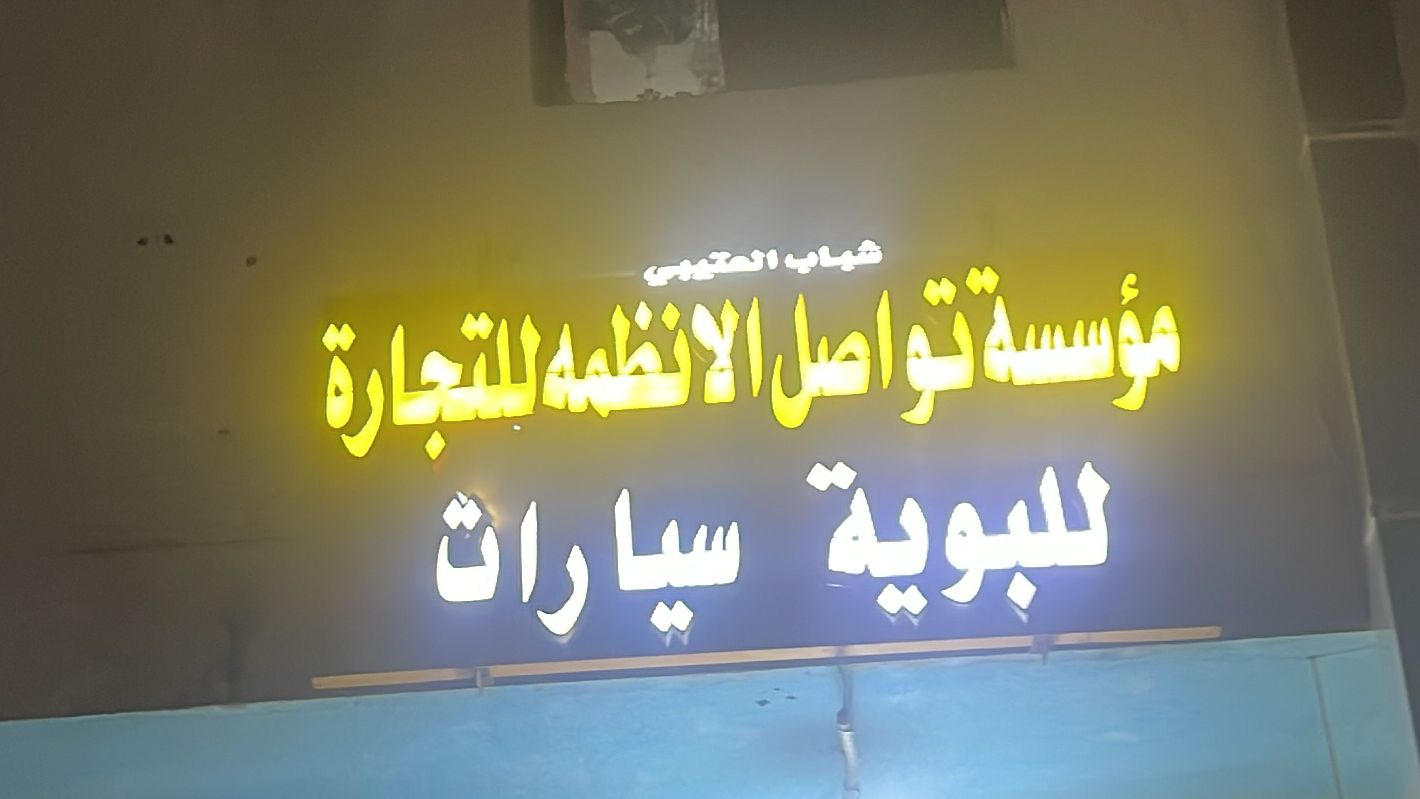 شباب العتيبي
مؤسسة تواصل الانظمه للتجارة
للبوية سيارات